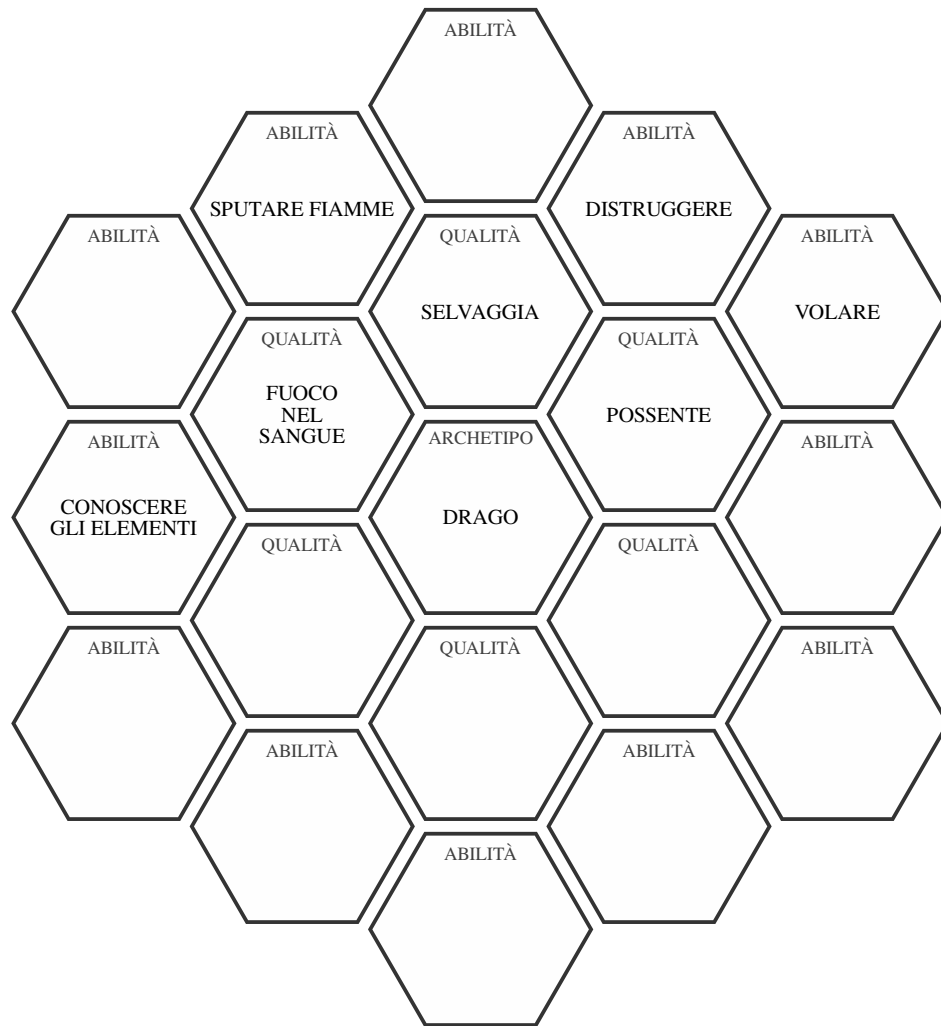 ABILITÀ
ABILITÀ
SPUTARE FIAMME
ABILITÀ
DISTRUGGERE
ABILITÀ
QUALITÀ
SELVAGGIA
ABILITÀ
VOLARE
QUALITÀ
FUOCO
NEL
SANGUE
QUALITÀ
POSSENTE
ABILITÀ
CONOSCERE
GLI ELEMENTI
ARCHETIPO
DRAGO
ABILITÀ
QUALITÀ
QUALITÀ
ABILITÀ
QUALITÀ
ABILITÀ
ABILITÀ
ABILITÀ
ABILITÀ